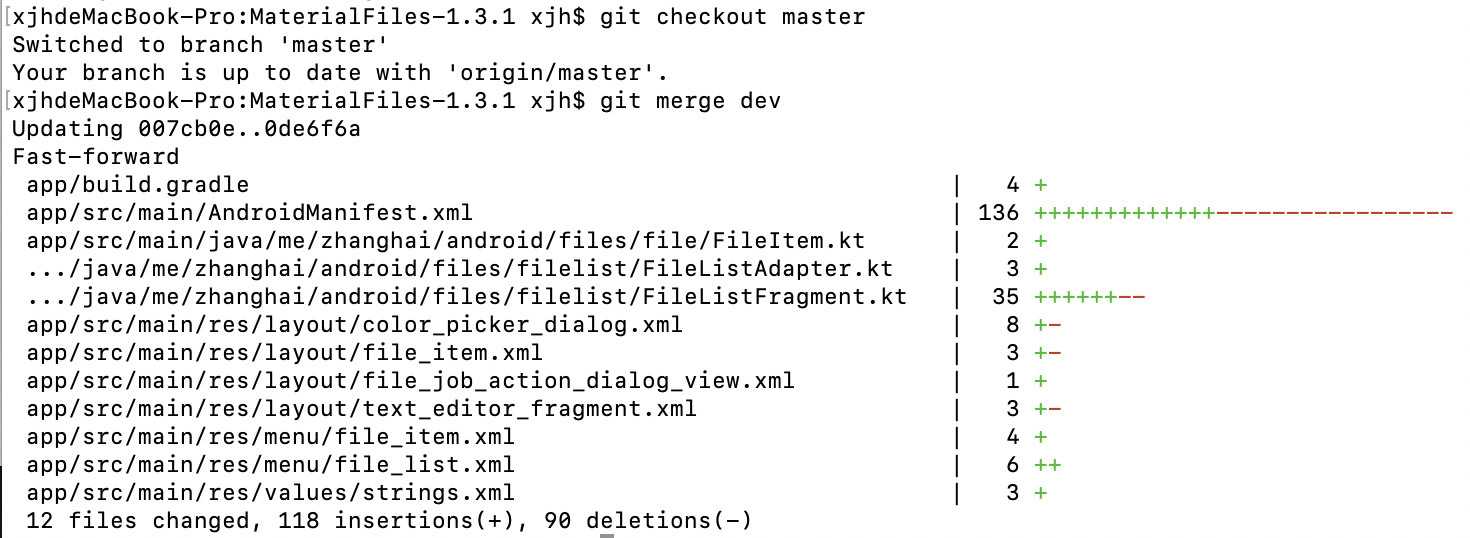 [xjhdeMacBook-Pro:MaterialFiles-1.3.1 xjh$ git checkout master
Switched to branch 'master'
Your branch is up to date with 'origin/master'.
[xjhdeMacBook-Pro:MaterialFiles-1.3.1 xjh$ git merge dev
Updating 007cb0e..0de6f6a
Fast-forward
 app/build.gradle                                                  |   4 +
 app/src/main/AndroidManifest.xml                                  | 136 +++++++++++++-----------------
 app/src/main/java/me/zhanghai/android/files/file/FileItem.kt      |   2 +
 .../java/me/zhanghai/android/files/filelist/FileListAdapter.kt    |   3 +
 .../java/me/zhanghai/android/files/filelist/FileListFragment.kt   |  35 ++++++--
 app/src/main/res/layout/color_picker_dialog.xml                   |   8 +-
 app/src/main/res/layout/file_item.xml                             |   3 +-
 app/src/main/res/layout/file_job_action_dialog_view.xml           |   1 +
 app/src/main/res/layout/text_editor_fragment.xml                  |   3 +-
 app/src/main/res/menu/file_item.xml                               |   4 +
 app/src/main/res/menu/file_list.xml                               |   6 ++
 app/src/main/res/values/strings.xml                               |   3 +
 12 files changed, 118 insertions(+), 90 deletions(-)